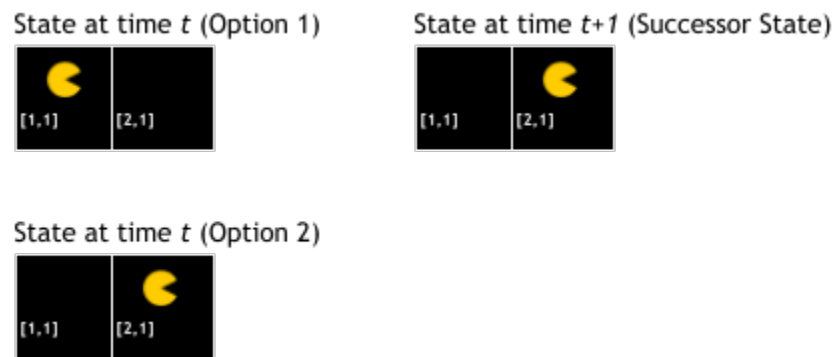 State at time t (Option 1)
[1,1] [2,1]
State at time t+1 (Successor State)
[1,1] [2,1]
State at time t (Option 2)
[1,1] [2,1]